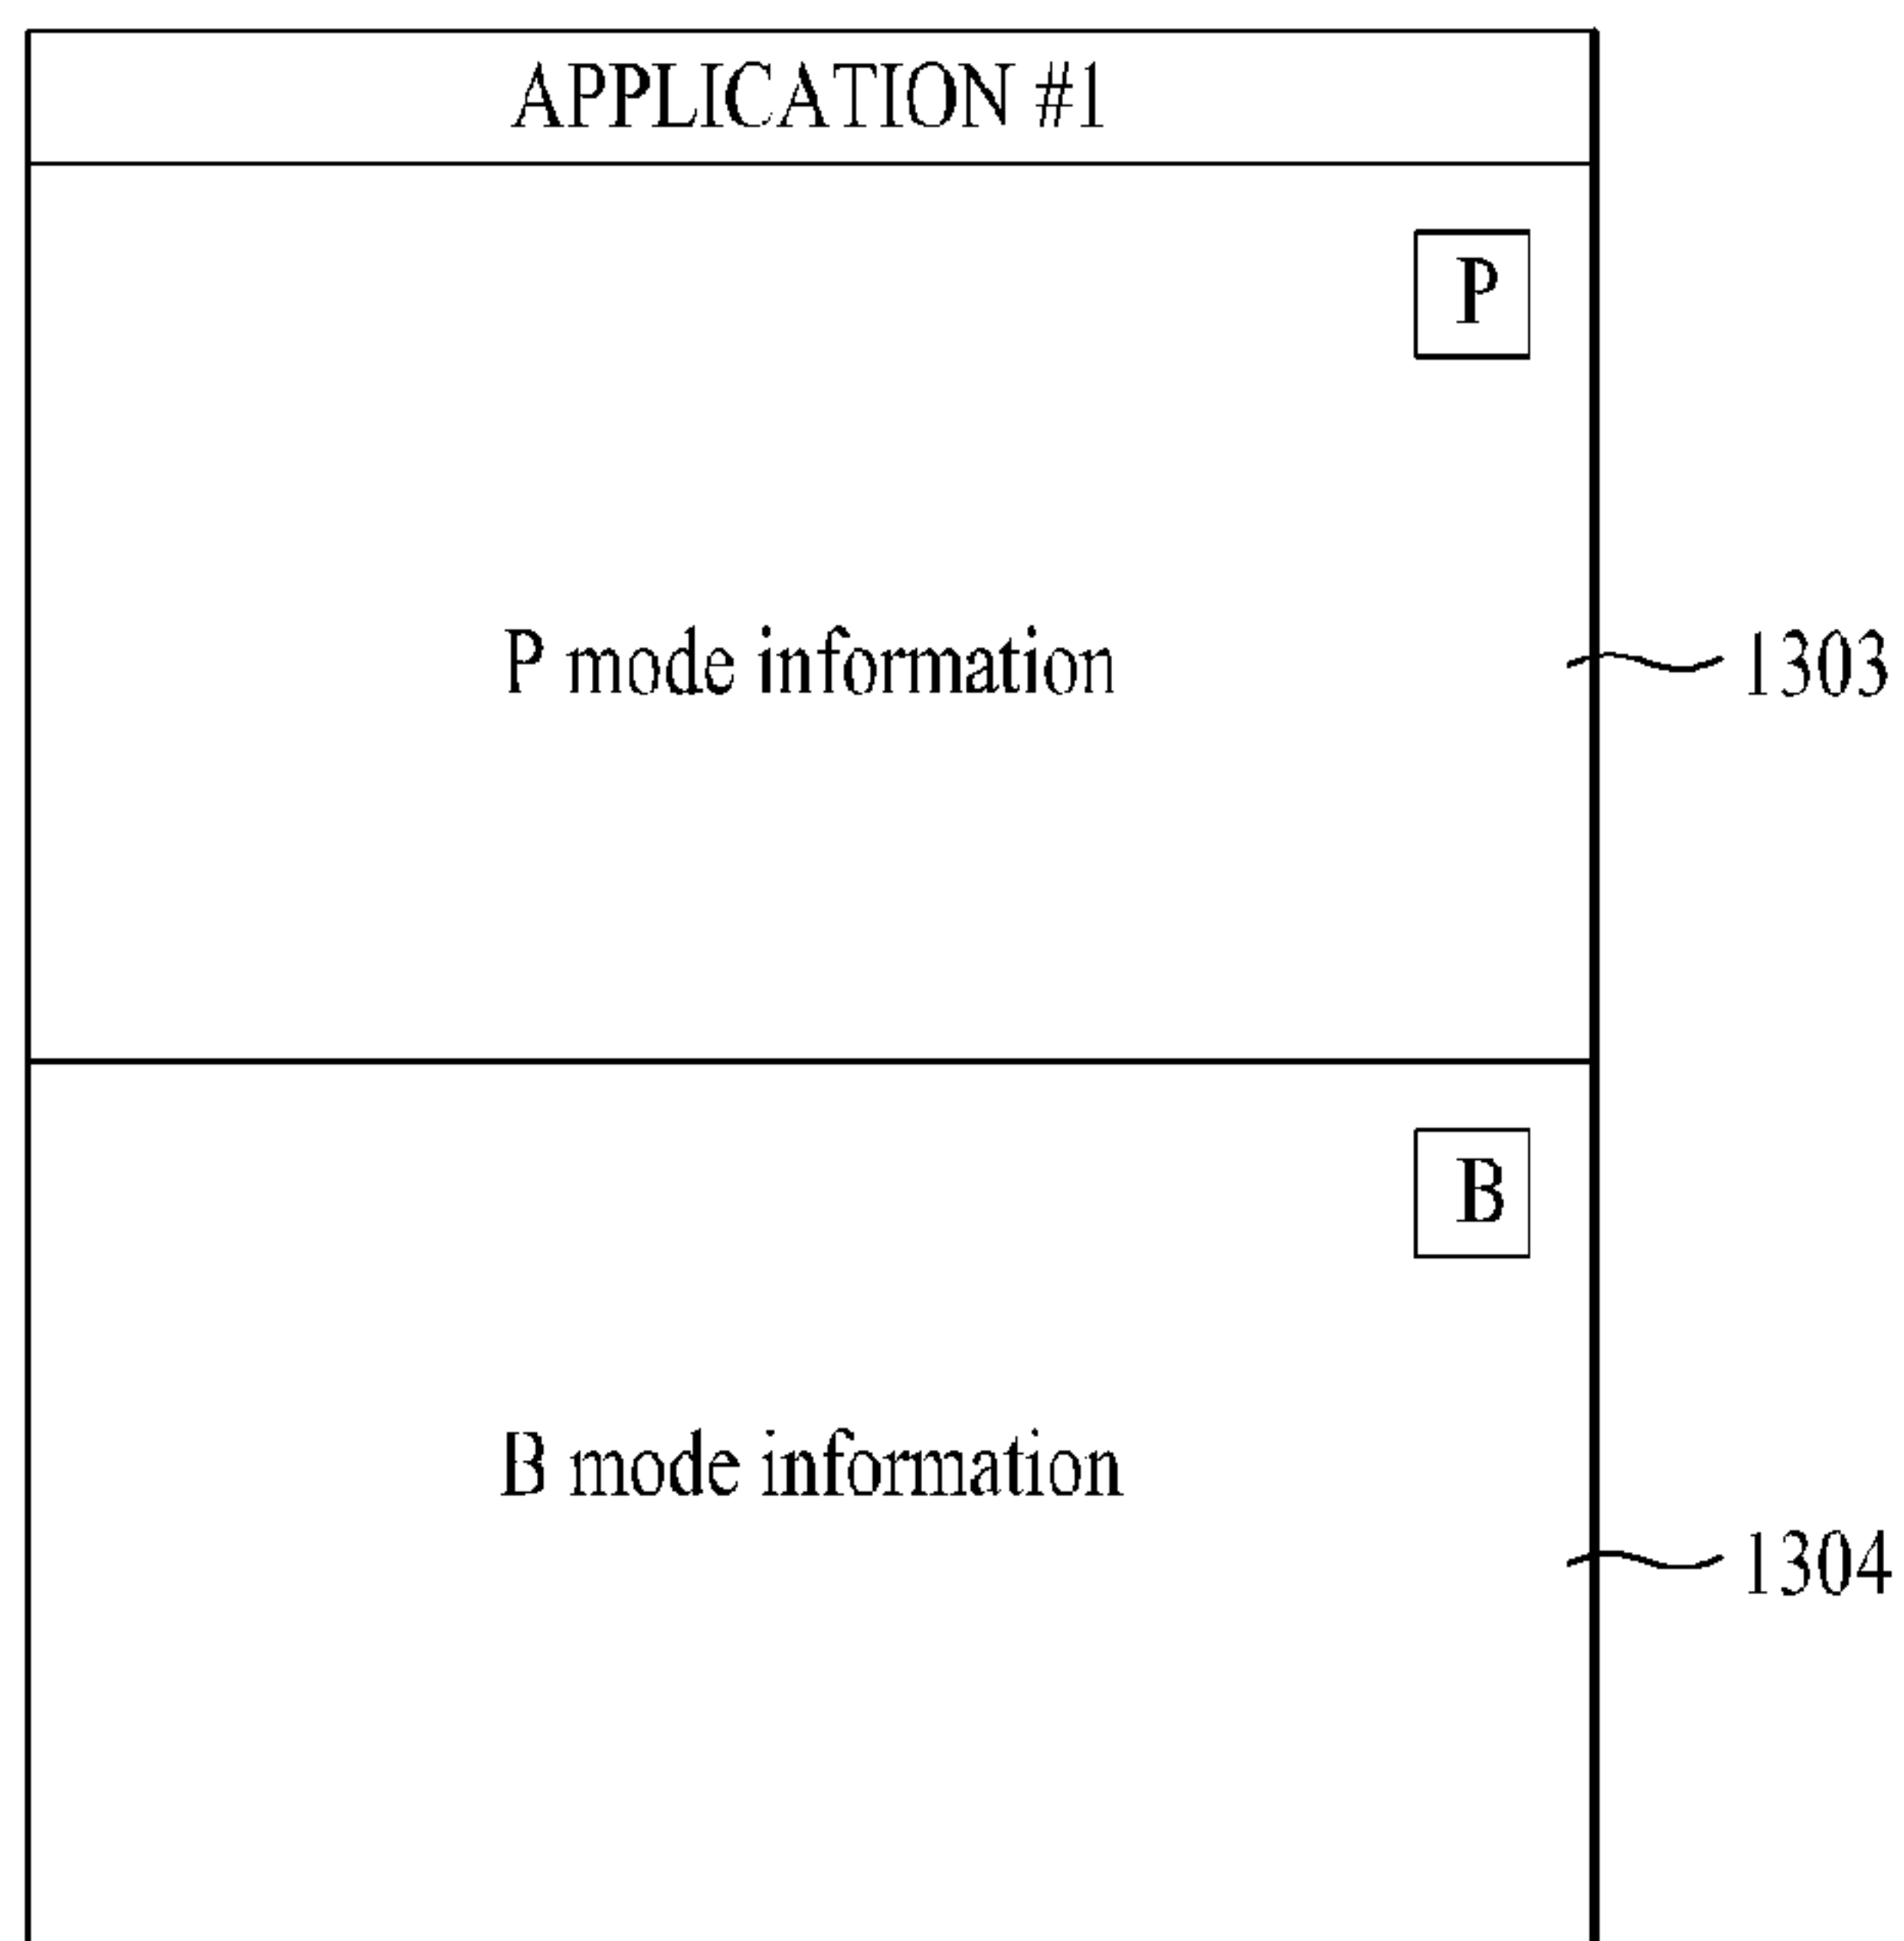 APPLICATION #1
P
P mode information
1303
B
B mode information
1304